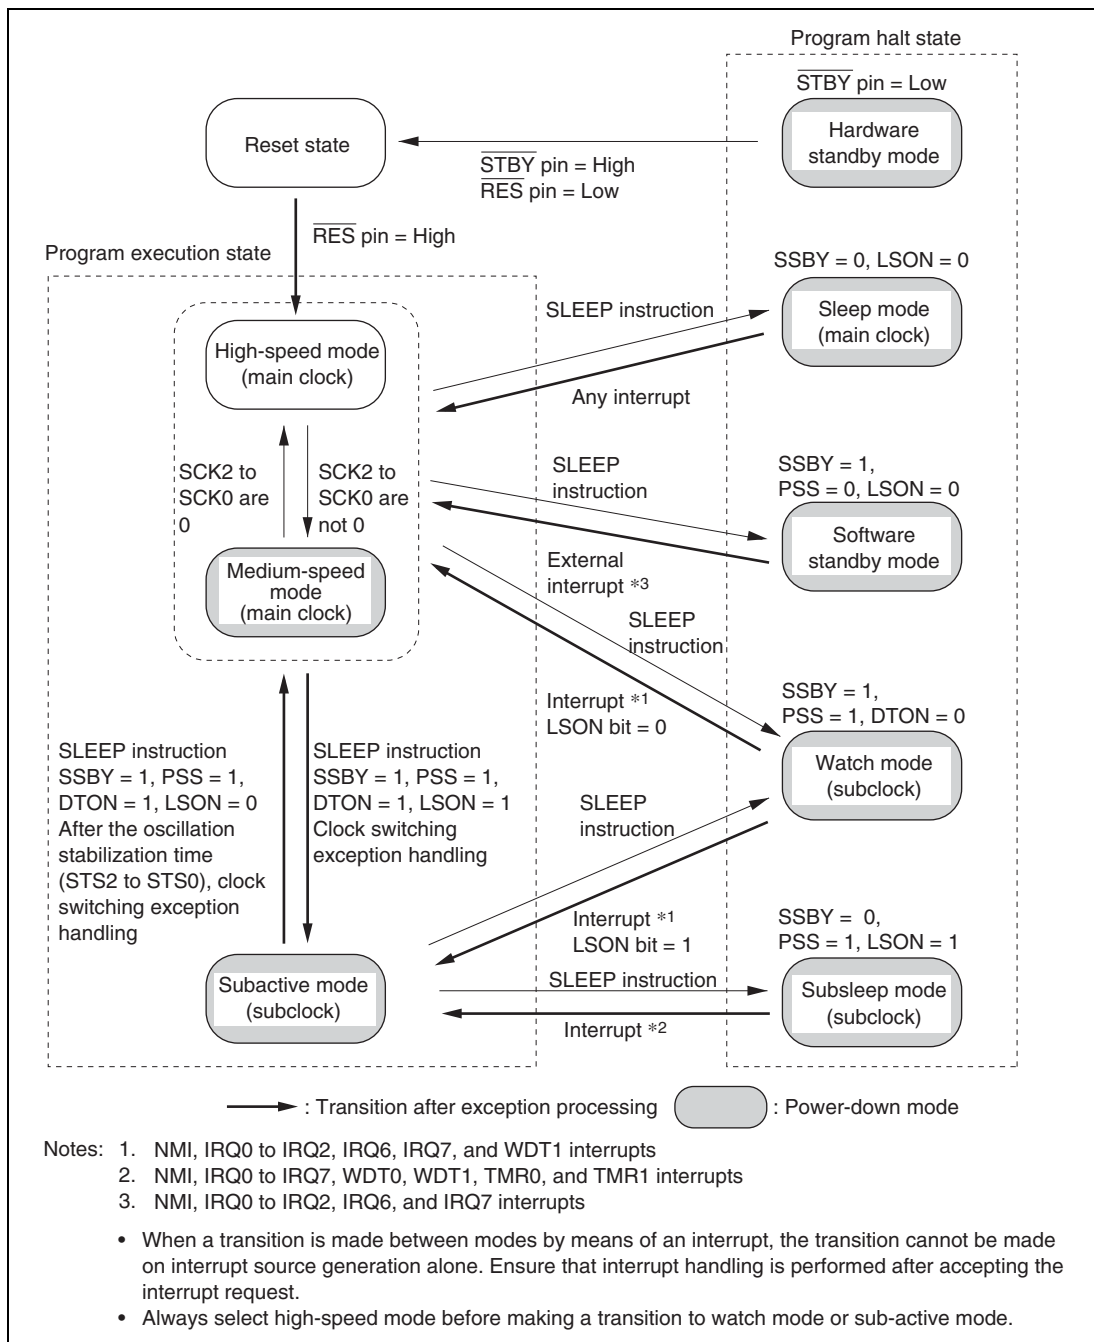 Program halt state
STBY pin = Low
Hardware
standby mode
Reset state
STBY pin = High
RES pin = Low
RES pin = High
Program execution state
SSBY = 0, LSON = 0
Sleep mode
(main clock)
SLEEP instruction
Any interrupt
High-speed mode
(main clock)
SCK2 to
SCK0 are
0
SCK2 to
SCK0 are
not 0
Medium-speed
mode
(main clock)
SLEEP
instruction
SSBY = 1,
PSS = 0, LSON = 0
Software
standby mode
External
interrupt *3
SLEEP
instruction
Interrupt *1
LSON bit = 0
SSBY = 1,
PSS = 1, DTON = 0
Watch mode
(subclock)
SLEEP instruction
SSBY = 1, PSS = 1,
DTON = 1, LSON = 0
After the oscillation
stabilization time
(STS2 to STS0), clock
switching exception
handling
SLEEP instruction
SSBY = 1, PSS = 1,
DTON = 1, LSON = 1
Clock switching
exception handling
SLEEP
instruction
Interrupt *1
LSON bit = 1
SSBY = 0,
PSS = 1, LSON = 1
Subactive mode
(subclock)
SLEEP instruction
Interrupt *2
Subsleep mode
(subclock)
: Transition after exception processing
: Power-down mode
Notes: 1. NMI, IRQ0 to IRQ2, IRQ6, IRQ7, and WDT1 interrupts
2. NMI, IRQ0 to IRQ7, WDT0, WDT1, TMR0, and TMR1 interrupts
3. NMI, IRQ0 to IRQ2, IRQ6, and IRQ7 interrupts
• When a transition is made between modes by means of an interrupt, the transition cannot be made
on interrupt source generation alone. Ensure that interrupt handling is performed after accepting the
interrupt request.
• Always select high-speed mode before making a transition to watch mode or sub-active mode.